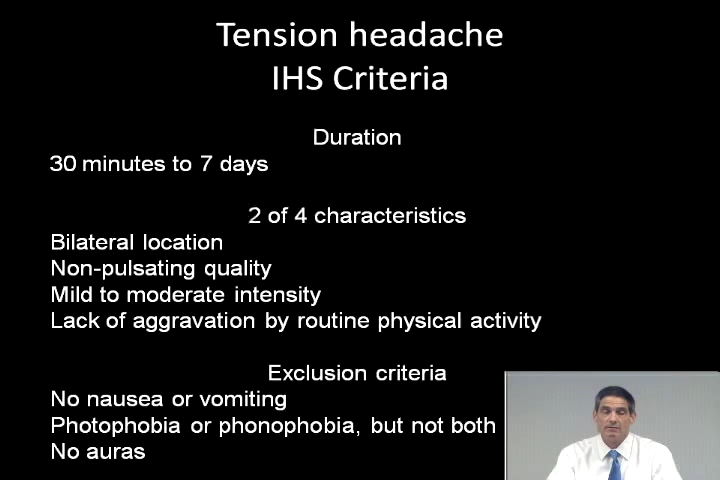 Tension headache
IHS Criteria
Duration
30 minutes to 7 days
2 of 4 characteristics
Bilateral location
Non-pulsating quality
Mild to moderate intensity
Lack of aggravation by routine physical activity
Exclusion criteria
No nausea or vomiting
Photophobia or phonophobia, but not both
No auras